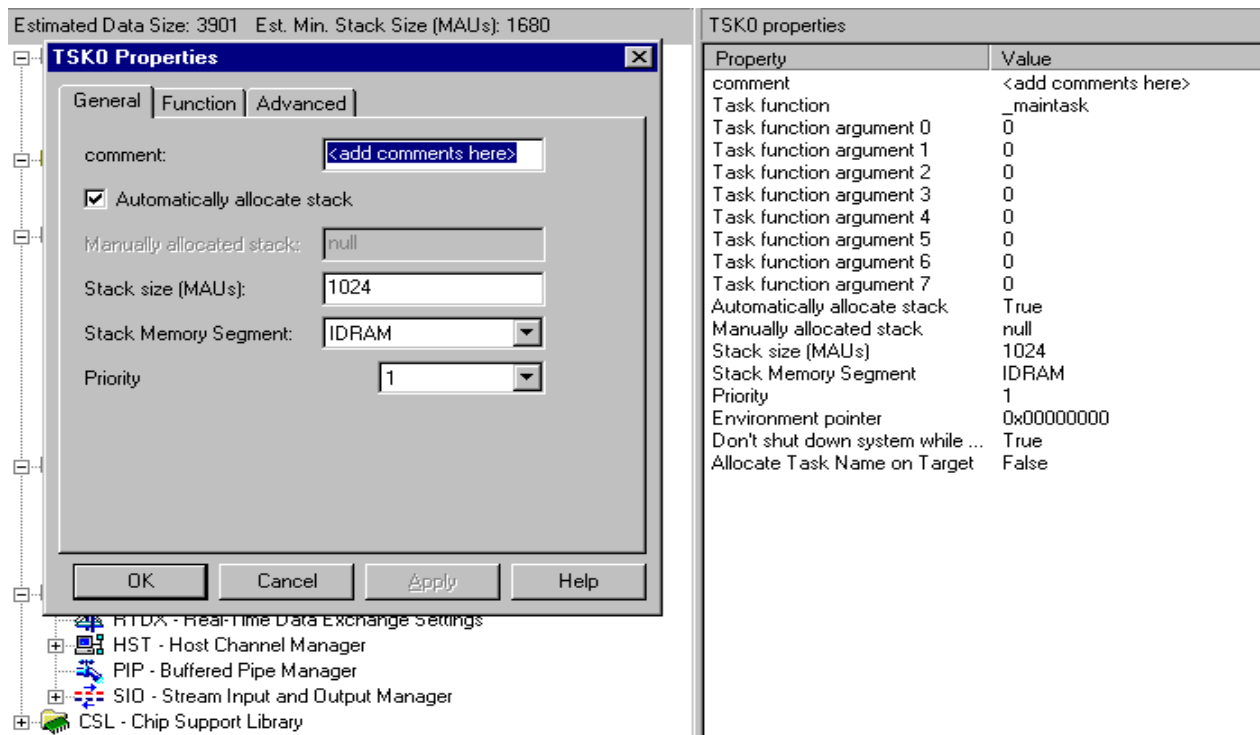 Estimated Data Size: 3901 Est. Min. Stack Size (MAUs): 1680
TSK0 Properties
General Function Advanced
comment: <add comments here>
Automatically allocate stack
Manually allocated stack: null
Stack size (MAUs): 1024
Stack Memory Segment: IDRAM
Priority 1
OK Cancel Apply Help
RTDX - Real-Time Data Exchange Settings
HST - Host Channel Manager
PIP - Buffered Pipe Manager
SIO - Stream Input and Output Manager
CSL - Chip Support Library
TSK0 properties
Property Value
comment <add comments here>
Task function _maintask
Task function argument 0 0
Task function argument 1 0
Task function argument 2 0
Task function argument 3 0
Task function argument 4 0
Task function argument 5 0
Task function argument 6 0
Task function argument 7 0
Automatically allocate stack True
Manually allocated stack null
Stack size (MAUs) 1024
Stack Memory Segment IDRAM
Priority 1
Environment pointer 0x00000000
Don't shut down system while ... True
Allocate Task Name on Target False